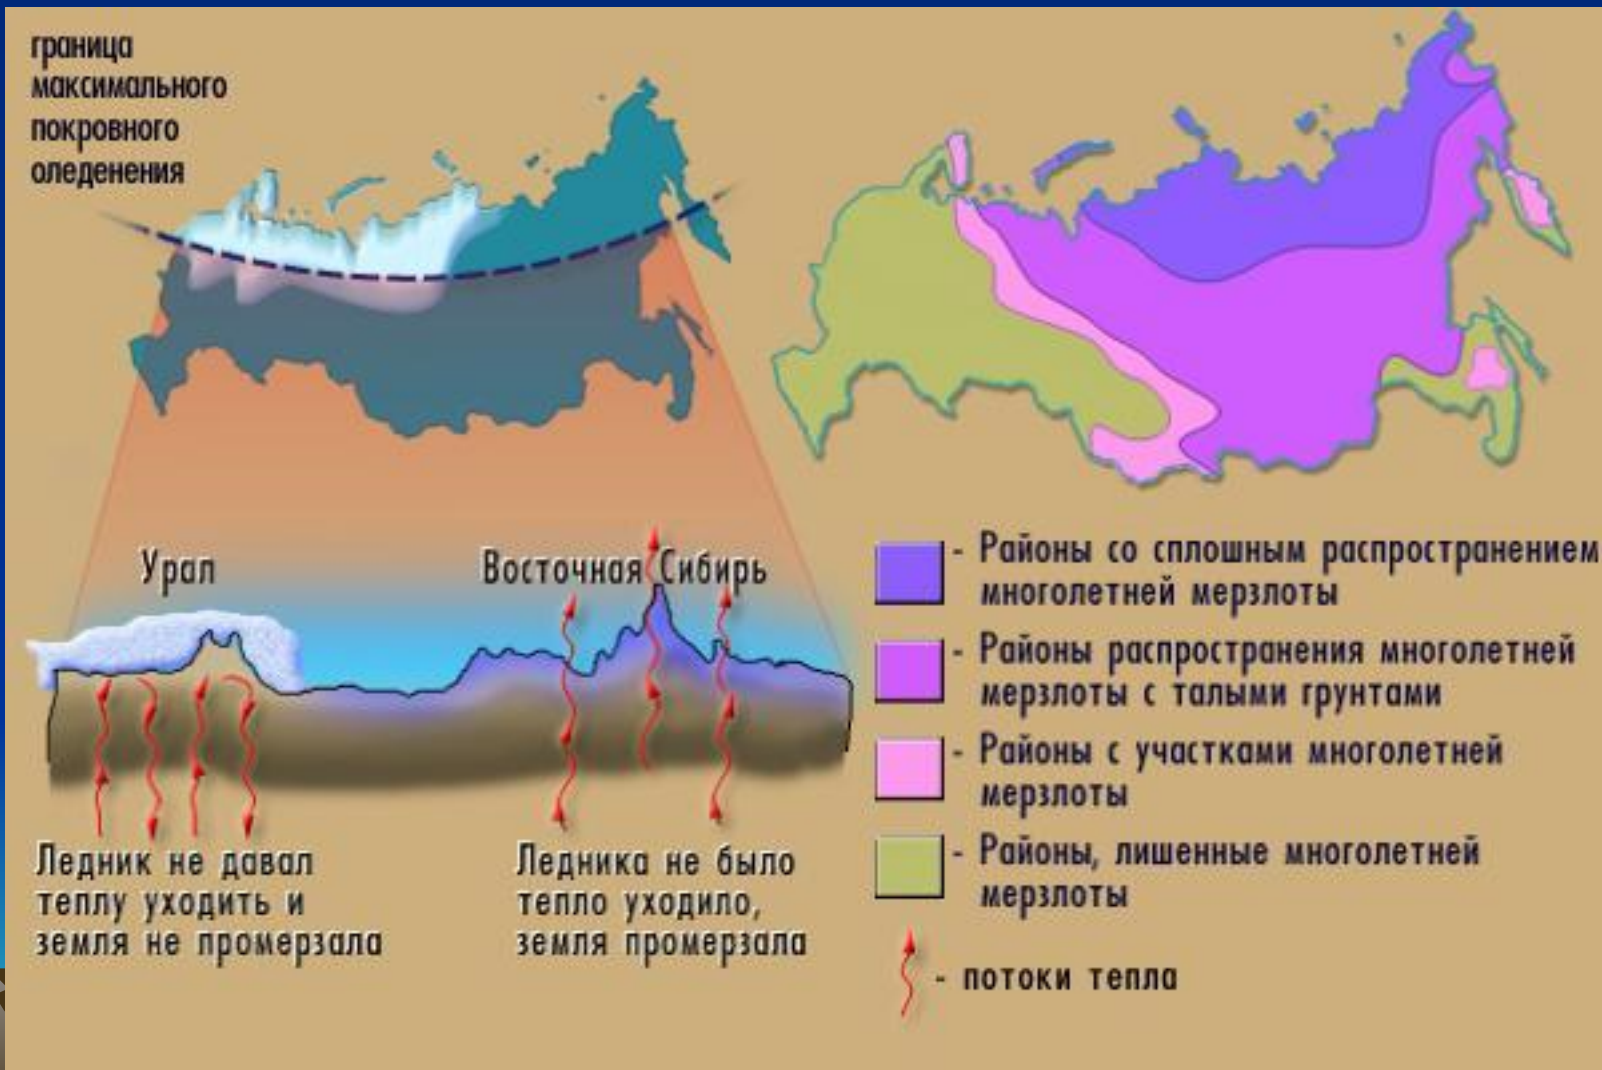 граница
максимального
покровного
оледенения
Урал
Восточная Сибирь
Ледник не давал
теплу уходить и
земля не промерзала
Ледника не было
тепло уходило,
земля промерзала
- Районы со сплошным распространением
многолетней мерзлоты
- Районы распространения многолетней
мерзлоты с талыми грунтами
- Районы с участками многолетней
мерзлоты
- Районы, лишенные многолетней
мерзлоты
- потоки тепла